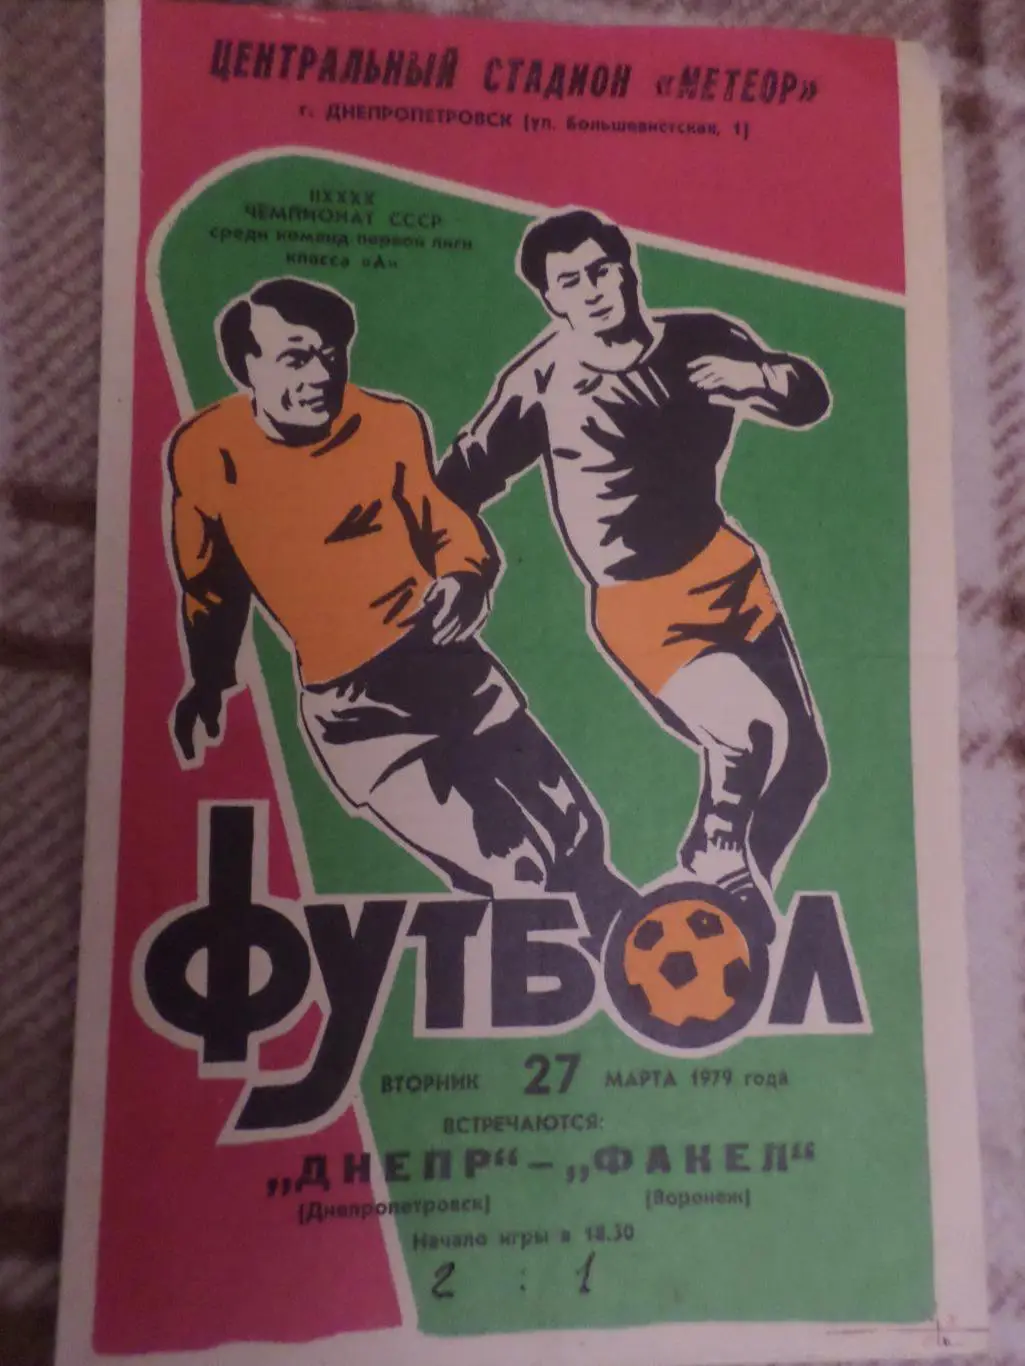 ЦЕНТРАЛЬНЫЙ СТАДИОН «МЕТЕОР»
г. ДНЕПРОПЕТРОВСК (ул. Большевистская, 1)
IIXXXX
ЧЕМПИОНАТ СССР
среди команд первой лиги
класса «А»
ФУТБОЛ
ВТОРНИК 27 МАРТА 1979 года
ВСТРЕЧАЮТСЯ:
„ДНЕПР“ — „ФАКЕЛ“
(Днепропетровск) (Воронеж)
Начало игры в 18.30
2 : 1